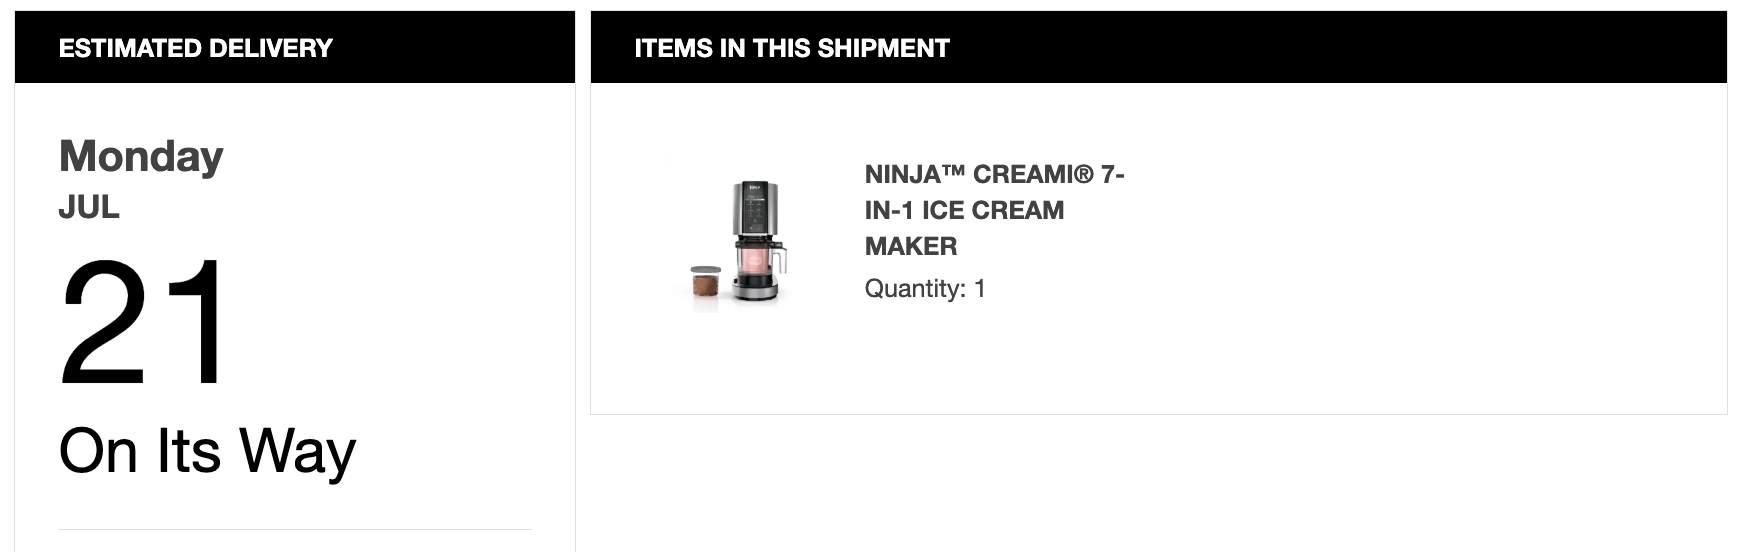 ESTIMATED DELIVERY
Monday
JUL
21
On Its Way
ITEMS IN THIS SHIPMENT
NINJA™ CREAMI® 7-
IN-1 ICE CREAM
MAKER
Quantity: 1